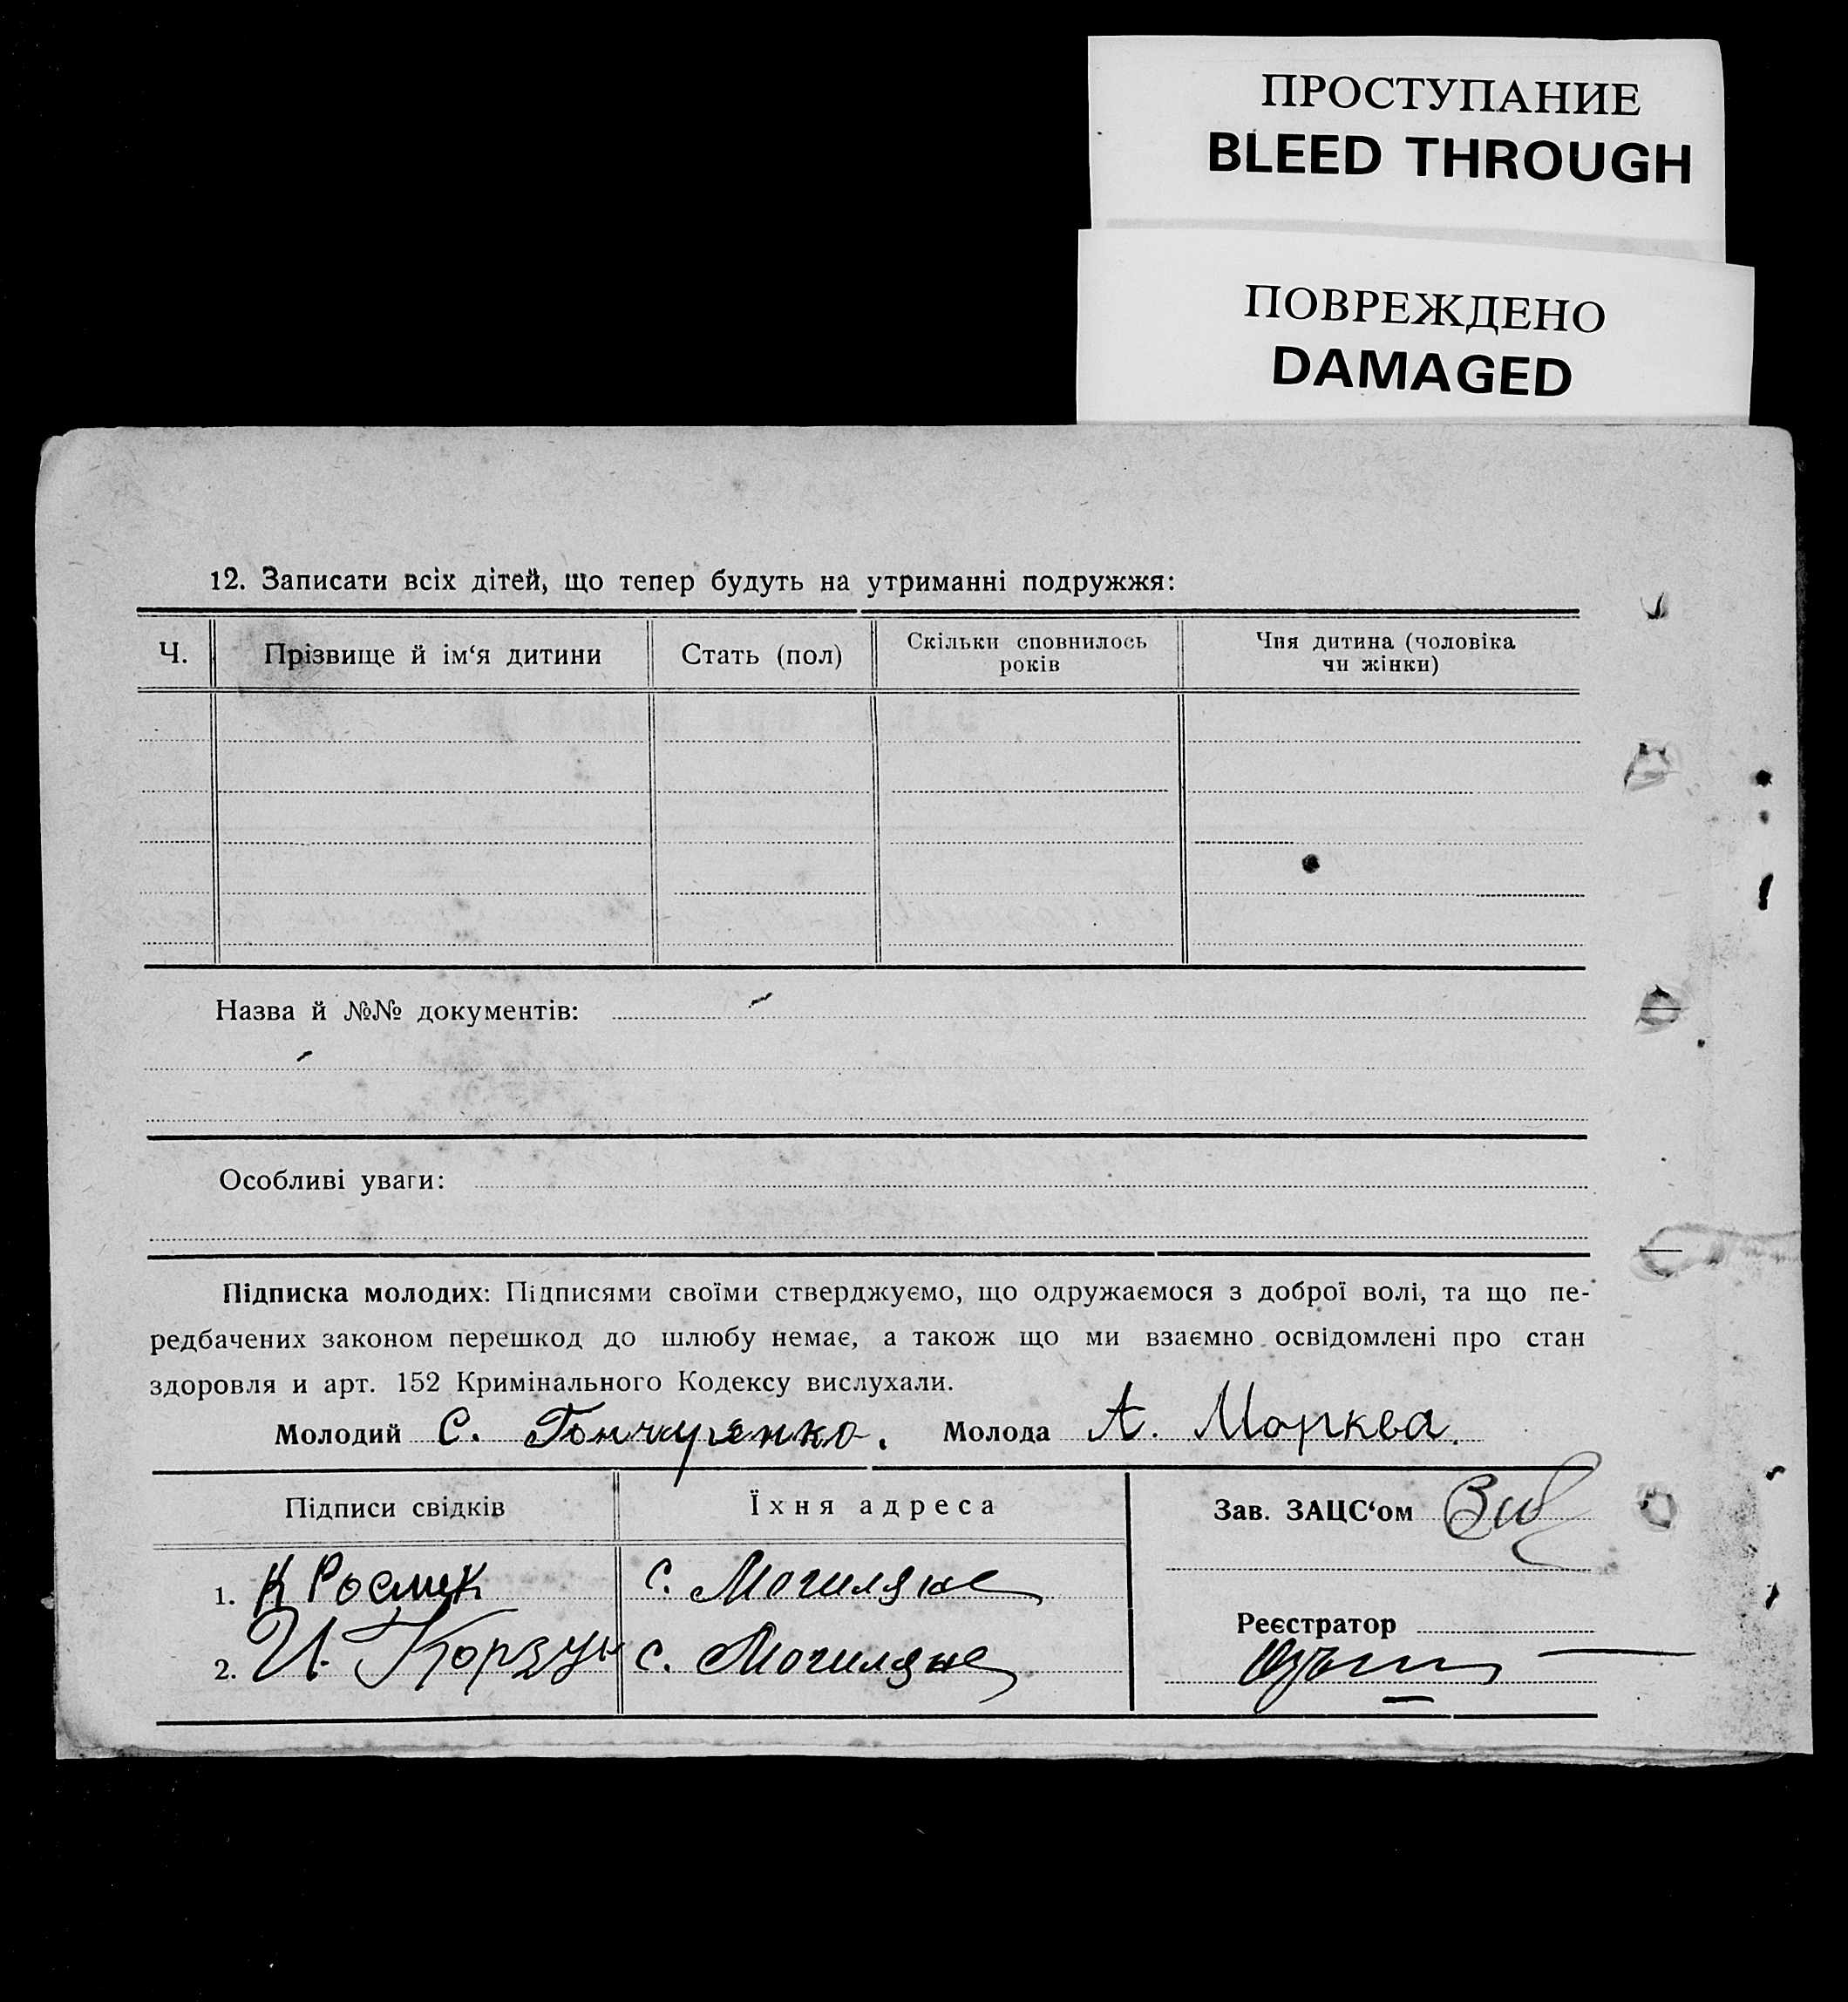 ПРОСТУПАНИЕ
BLEED THROUGH
ПОВРЕЖДЕНО
DAMAGED
12. Записати всіх дітей, що тепер будуть на утриманні подружжя:
Ч. Прізвище й ім‘я дитини Стать (пол) Скільки сповнилось років Чия дитина (чоловіка чи жінки)
Назва й №№ документів:
Особливі уваги:
Підписка молодих: Підписями своїми стверджуємо, що одружаємося з доброї волі, та що пе-
редбачених законом перешкод до шлюбу немає, а також що ми взаємно освідомлені про стан
здоровля и арт. 152 Кримінального Кодексу вислухали.
Молодий С. Гончаренко. Молода А. Морква.
Підписи свідків Їхня адреса Зав. ЗАЦС‘ом
1. К с. Могиляне
Реєстратор
2. И. Корзун с. Могиляне